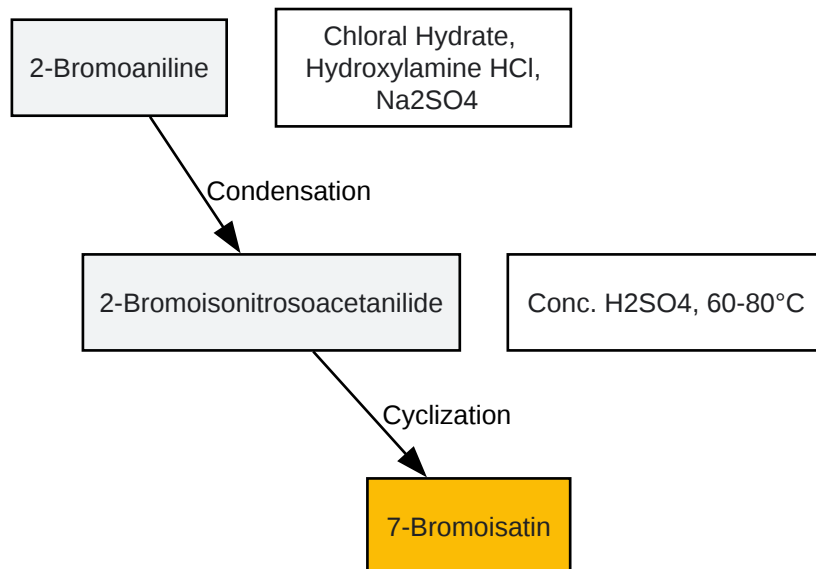 2-Bromoaniline
Chloral Hydrate,
Hydroxylamine HCl,
Na2SO4
Condensation
2-Bromoisonitrosoacetanilide
Conc. H2SO4, 60-80°C
Cyclization
7-Bromoisatin